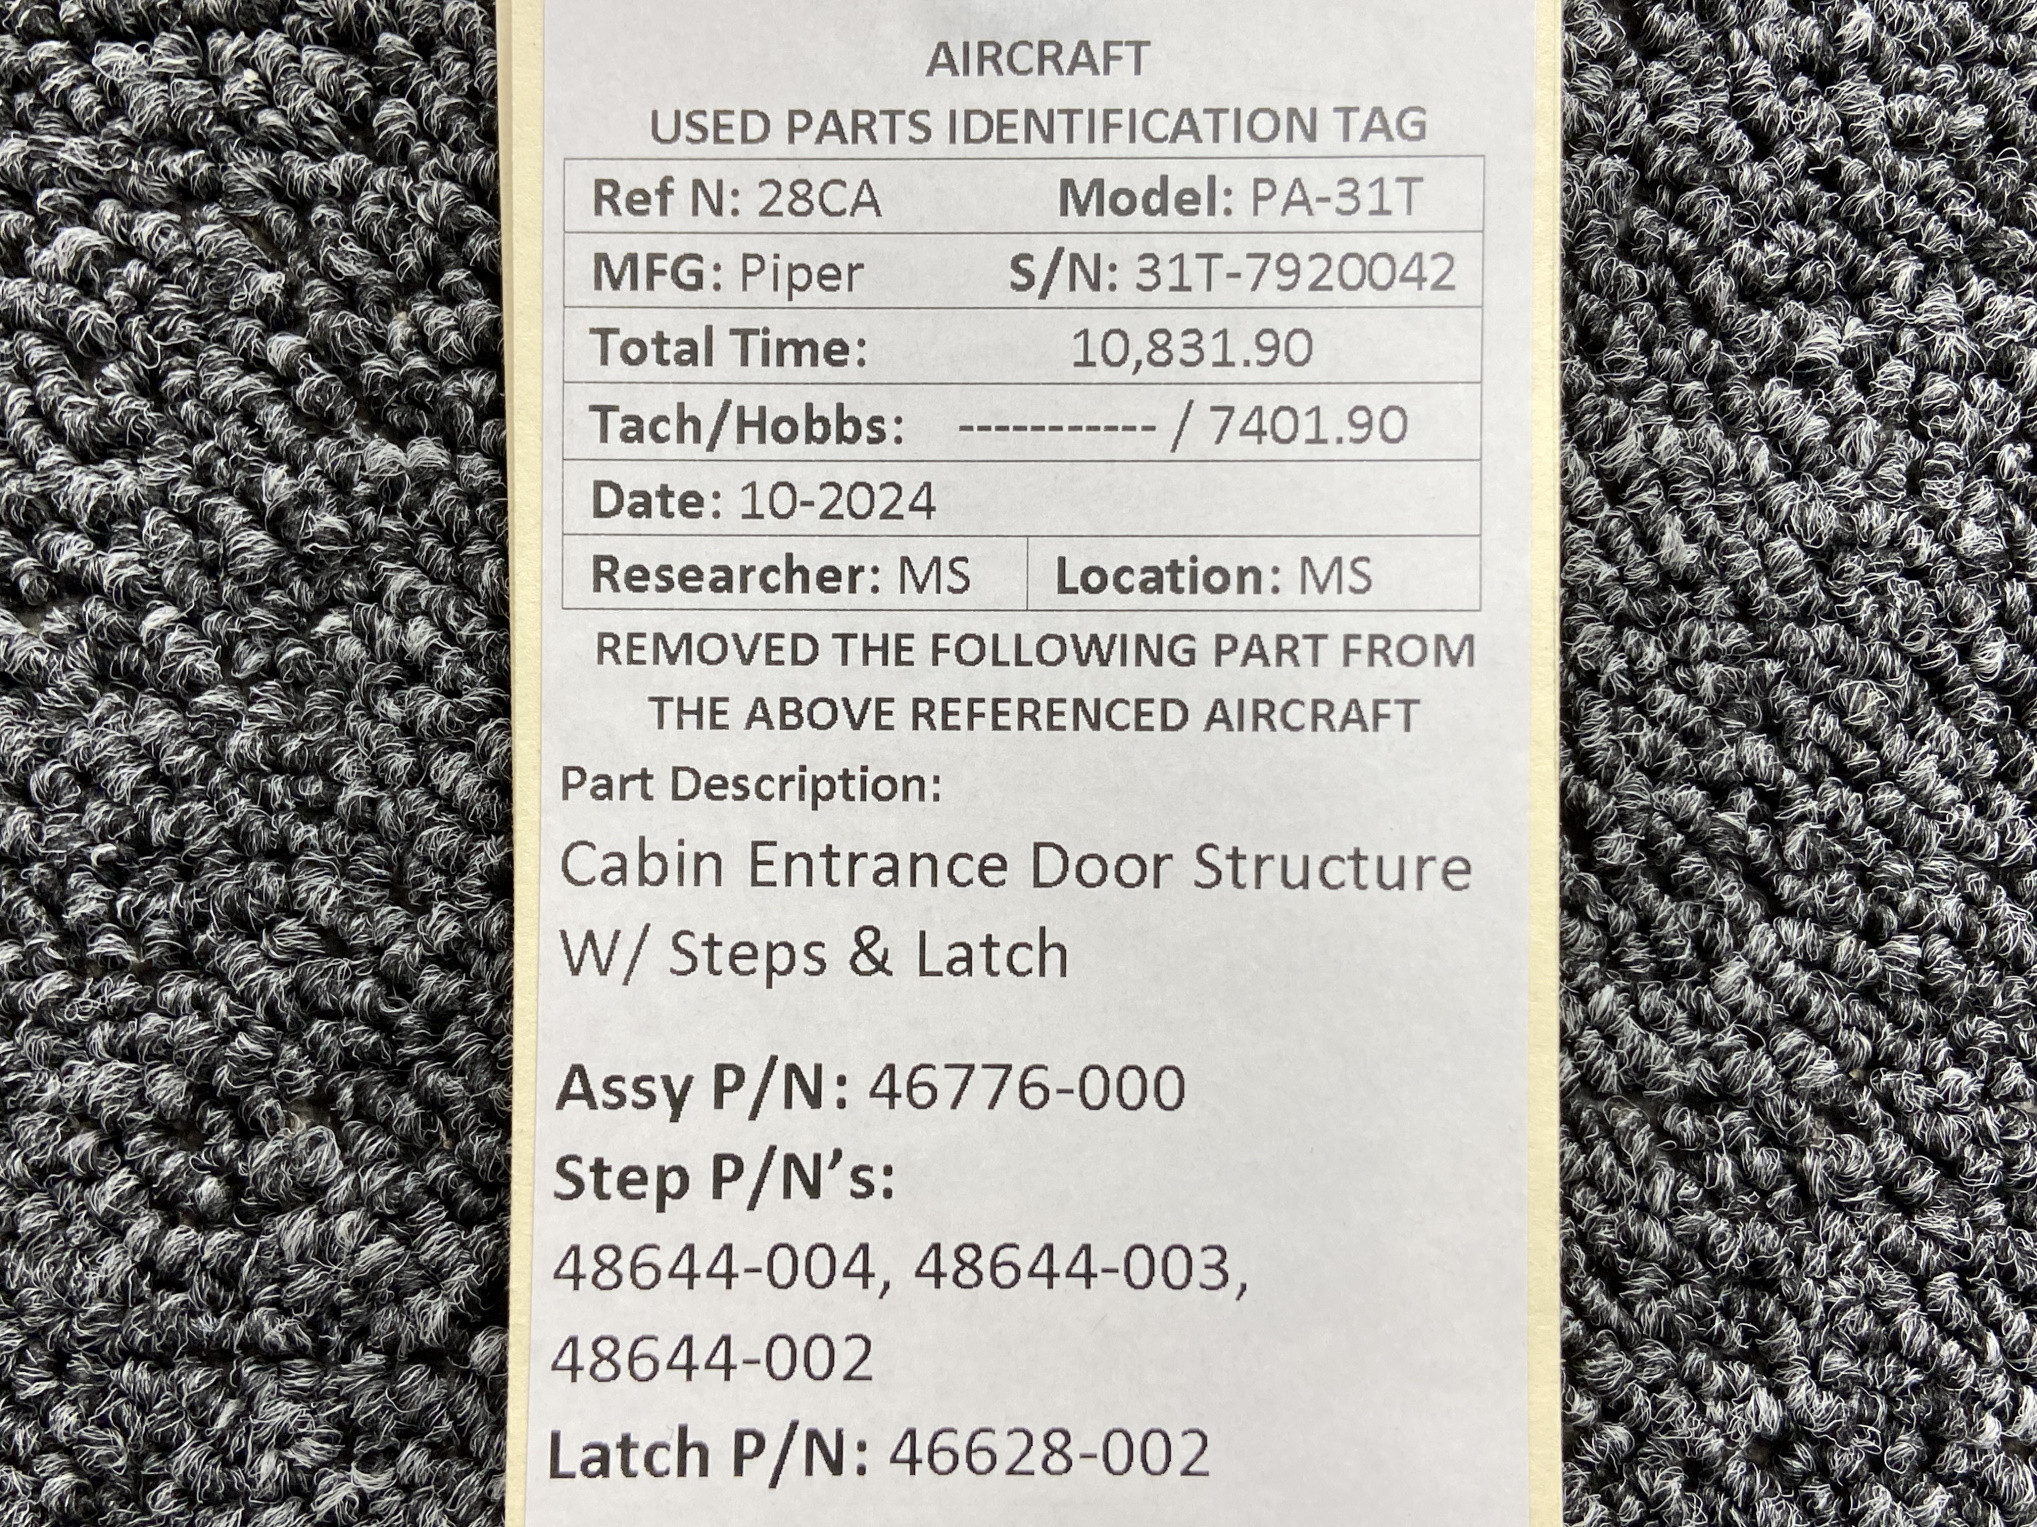 AIRCRAFT
USED PARTS IDENTIFICATION TAG
Ref N: 28CA Model: PA-31T
MFG: Piper S/N: 31T-7920042
Total Time: 10,831.90
Tach/Hobbs: ----------- / 7401.90
Date: 10-2024
Researcher: MS Location: MS
REMOVED THE FOLLOWING PART FROM
THE ABOVE REFERENCED AIRCRAFT
Part Description:
Cabin Entrance Door Structure
W/ Steps & Latch
Assy P/N: 46776-000
Step P/N’s:
48644-004, 48644-003,
48644-002
Latch P/N: 46628-002